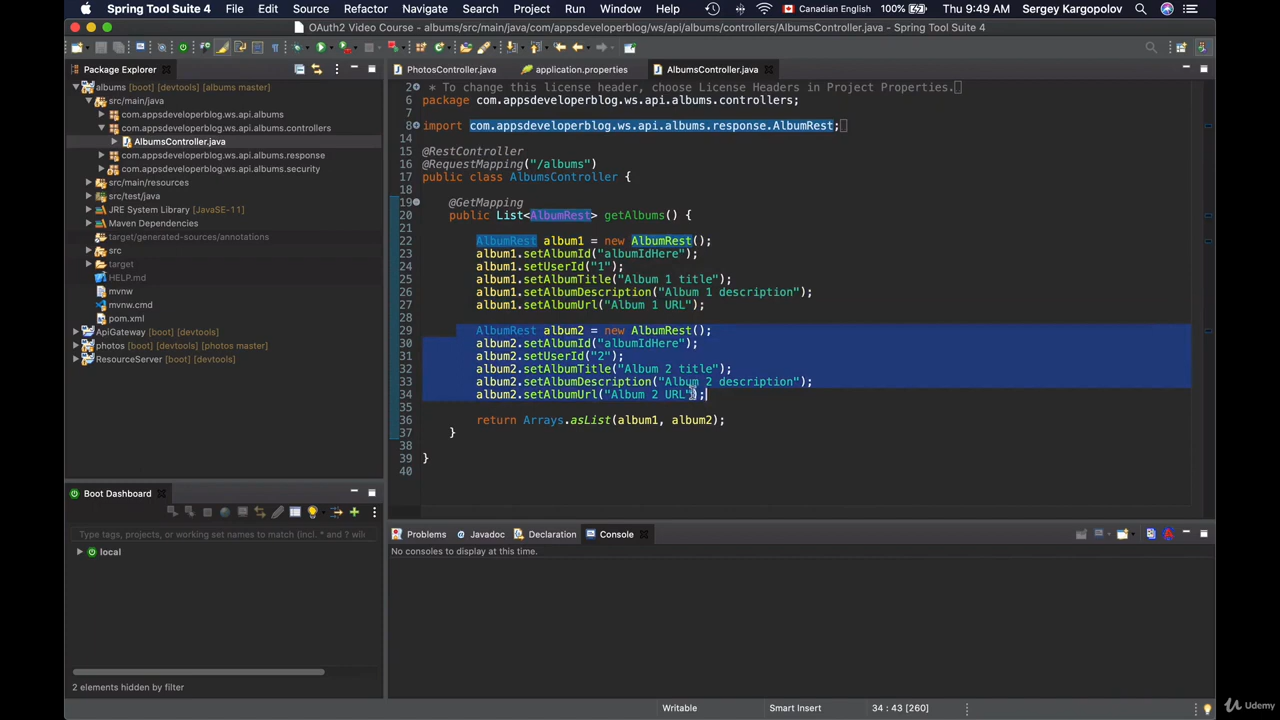 Spring Tool Suite 4 File Edit Source Refactor Navigate Search Project Run Window Help Canadian English 100% Thu 9:49 AM Sergey Kargopolov
OAuth2 Video Course - albums/src/main/java/com/appsdeveloperblog/ws/api/albums/controllers/AlbumsController.java - Spring Tool Suite 4
Package Explorer
albums [boot] [devtools] [albums master]
src/main/java
com.appsdeveloperblog.ws.api.albums
com.appsdeveloperblog.ws.api.albums.controllers
AlbumsController.java
com.appsdeveloperblog.ws.api.albums.response
com.appsdeveloperblog.ws.api.albums.security
src/main/resources
src/test/java
JRE System Library [JavaSE-11]
Maven Dependencies
target/generated-sources/annotations
src
target
HELP.md
mvnw
mvnw.cmd
pom.xml
ApiGateway [boot] [devtools]
photos [boot] [devtools] [photos master]
ResourceServer [boot] [devtools]
Boot Dashboard
Type tags, projects, or working set names to match (incl. * and ? wil
local
2 elements hidden by filter
PhotosController.java application.properties AlbumsController.java
2 * To change this license header, choose License Headers in Project Properties.
6 package com.appsdeveloperblog.ws.api.albums.controllers;
7
8 import com.appsdeveloperblog.ws.api.albums.response.AlbumRest;
14
15 @RestController
16 @RequestMapping("/albums")
17 public class AlbumsController {
18
19 @GetMapping
20 public List<AlbumRest> getAlbums() {
21
22 AlbumRest album1 = new AlbumRest();
23 album1.setAlbumId("albumIdHere");
24 album1.setUserId("1");
25 album1.setAlbumTitle("Album 1 title");
26 album1.setAlbumDescription("Album 1 description");
27 album1.setAlbumUrl("Album 1 URL");
28
29 AlbumRest album2 = new AlbumRest();
30 album2.setAlbumId("albumIdHere");
31 album2.setUserId("2");
32 album2.setAlbumTitle("Album 2 title");
33 album2.setAlbumDescription("Album 2 description");
34 album2.setAlbumUrl("Album 2 URL");
35
36 return Arrays.asList(album1, album2);
37 }
38
39 }
40
Problems Javadoc Declaration Console
No consoles to display at this time.
Writable Smart Insert 34 : 43 [260]
Udemy